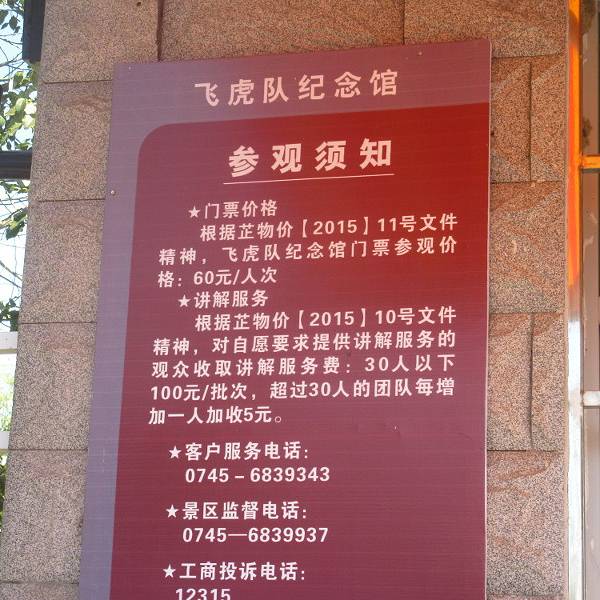 飞虎队纪念馆
参观须知
★门票价格
根据芷物价【2015】11号文件
精神，飞虎队纪念馆门票参观价
格：60元/人次
★讲解服务
根据芷物价【2015】10号文件
精神，对自愿要求提供讲解服务的
观众收取讲解服务费：30人以下
100元/批次，超过30人的团队每增
加一人加收5元。
★客户服务电话：
0745-6839343
★景区监督电话：
0745—6839937
★工商投诉电话：
12315